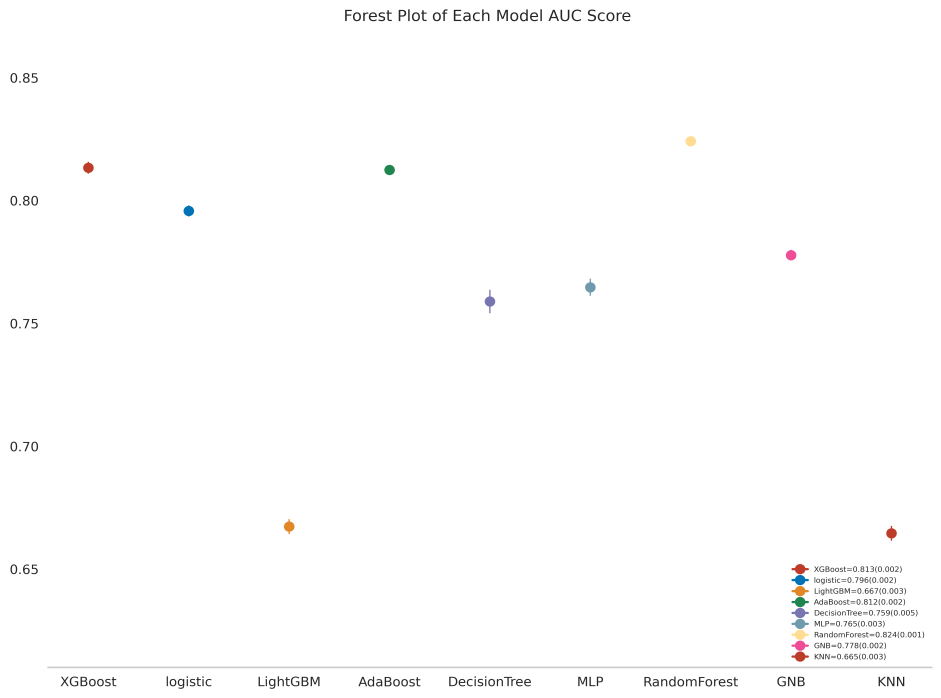 Forest Plot of Each Model AUC Score
0.85
0.80
0.75
0.70
0.65
XGBoost=0.813(0.002)
logistic=0.796(0.002)
LightGBM=0.667(0.003)
AdaBoost=0.812(0.002)
DecisionTree=0.759(0.005)
MLP=0.765(0.003)
RandomForest=0.824(0.001)
GNB=0.778(0.002)
KNN=0.665(0.003)
XGBoost logistic LightGBM AdaBoost DecisionTree MLP RandomForest GNB KNN